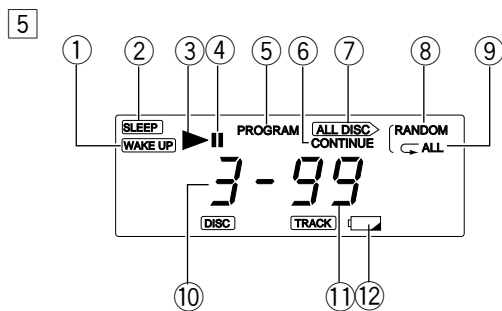 5
① ② ③ ④ ⑤ ⑥ ⑦ ⑧ ⑨
SLEEP
WAKE UP
PROGRAM
ALL DISC
CONTINUE
RANDOM
ALL
3-99
DISC
TRACK
⑩ ⑪ ⑫